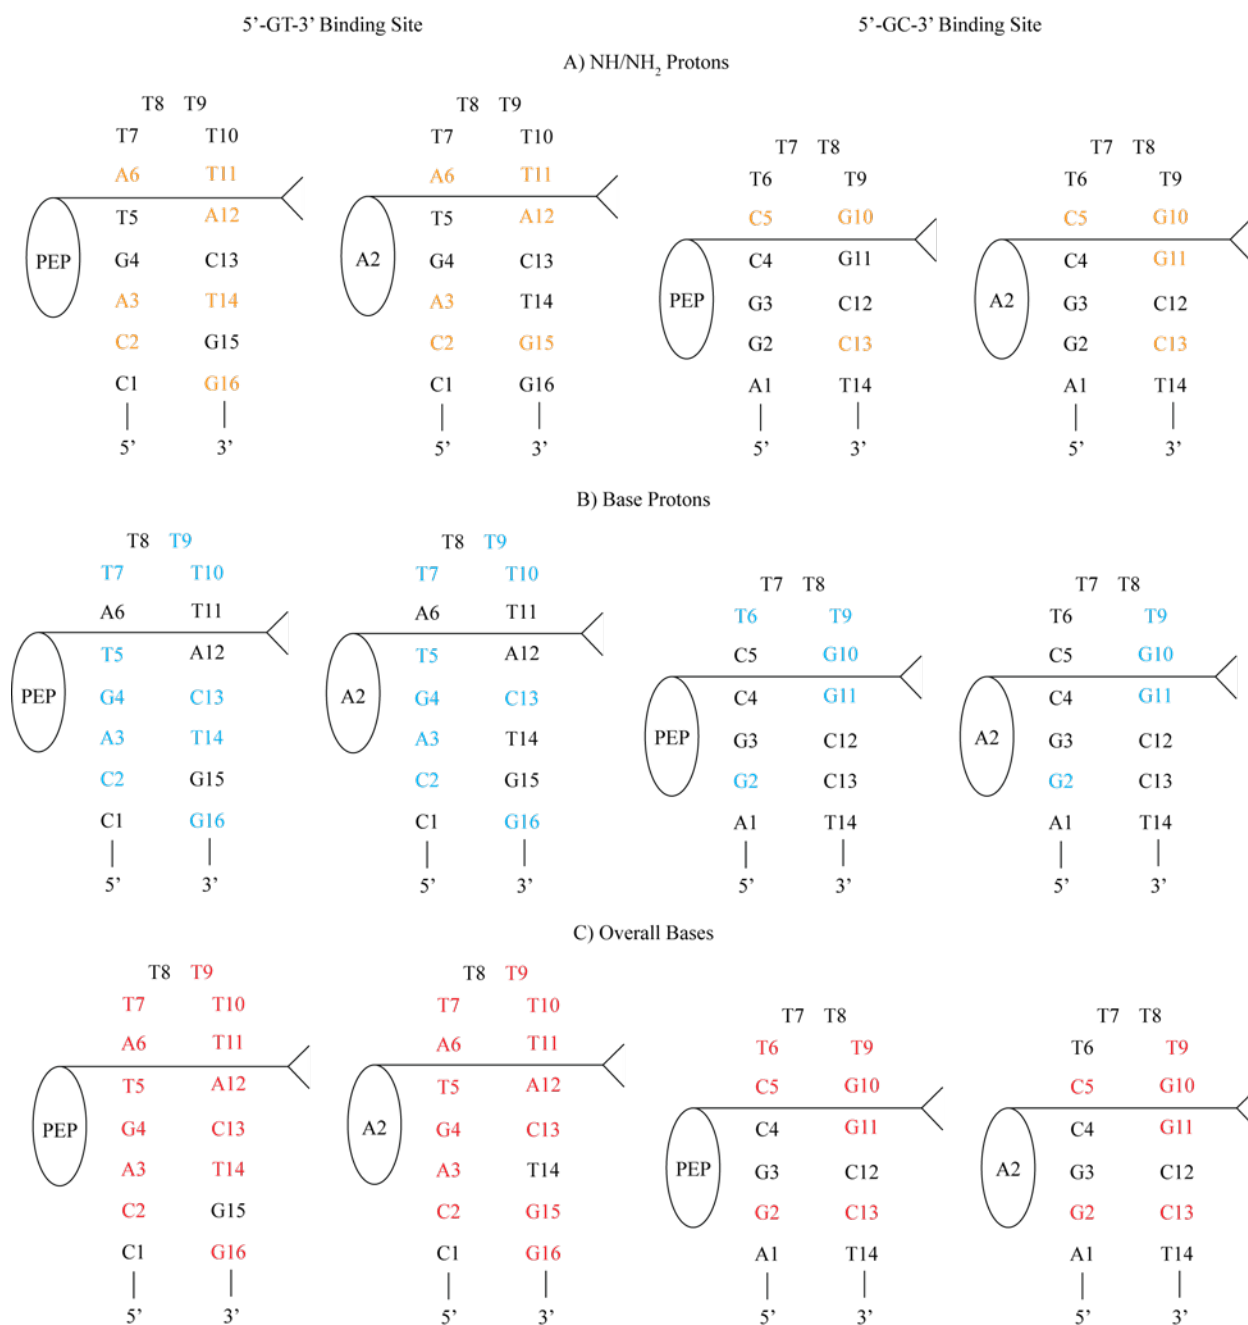 5’-GT-3’ Binding Site 5’-GC-3’ Binding Site
A) NH/NH₂ Protons
T8 T9 T8 T9
T7 T10 T7 T10 T7 T8 T7 T8
A6 T11 A6 T11 T6 T9 T6 T9
T5 A12 T5 A12 C5 G10 C5 G10
PEP G4 C13 A2 G4 C13 C4 G11 C4 G11
A3 T14 A3 T14 PEP G3 C12 A2 G3 C12
C2 G15 C2 G15 G2 C13 G2 C13
C1 G16 C1 G16 A1 T14 A1 T14
5’ 3’ 5’ 3’ 5’ 3’ 5’ 3’
B) Base Protons
T8 T9 T8 T9
T7 T10 T7 T10 T7 T8 T7 T8
A6 T11 A6 T11 T6 T9 T6 T9
T5 A12 T5 A12 C5 G10 C5 G10
PEP G4 C13 A2 G4 C13 C4 G11 C4 G11
A3 T14 A3 T14 PEP G3 C12 A2 G3 C12
C2 G15 C2 G15 G2 C13 G2 C13
C1 G16 C1 G16 A1 T14 A1 T14
5’ 3’ 5’ 3’ 5’ 3’ 5’ 3’
C) Overall Bases
T8 T9 T8 T9
T7 T10 T7 T10 T7 T8 T7 T8
A6 T11 A6 T11 T6 T9 T6 T9
T5 A12 T5 A12 C5 G10 C5 G10
PEP G4 C13 A2 G4 C13 C4 G11 C4 G11
A3 T14 A3 T14 PEP G3 C12 A2 G3 C12
C2 G15 C2 G15 G2 C13 G2 C13
C1 G16 C1 G16 A1 T14 A1 T14
5’ 3’ 5’ 3’ 5’ 3’ 5’ 3’